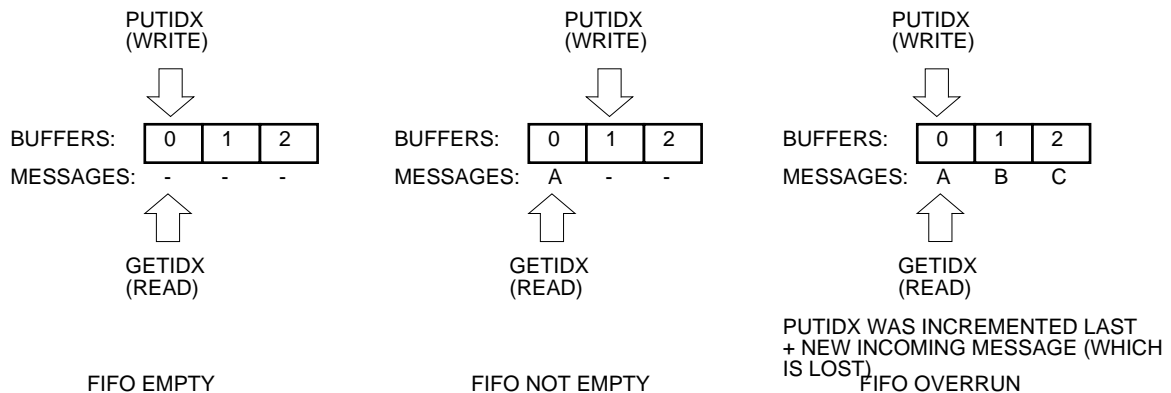 PUTIDX
(WRITE)
BUFFERS: 0 1 2
MESSAGES: - - -
GETIDX
(READ)
FIFO EMPTY
PUTIDX
(WRITE)
BUFFERS: 0 1 2
MESSAGES: A - -
GETIDX
(READ)
FIFO NOT EMPTY
PUTIDX
(WRITE)
BUFFERS: 0 1 2
MESSAGES: A B C
GETIDX
(READ)
PUTIDX WAS INCREMENTED LAST
+ NEW INCOMING MESSAGE (WHICH
IS LOST)
FIFO OVERRUN